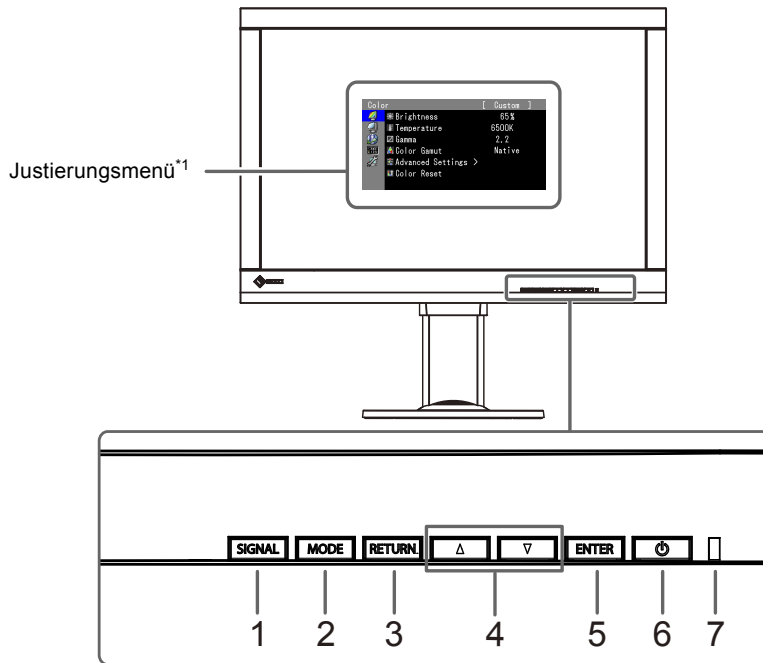 Color [ Custom ]
Brightness 65%
Temperature 6500K
Gamma 2.2
Color Gamut Native
Advanced Settings >
Color Reset
Justierungsmenü*1
SIGNAL MODE RETURN △ ▽ ENTER
1 2 3 4 5 6 7